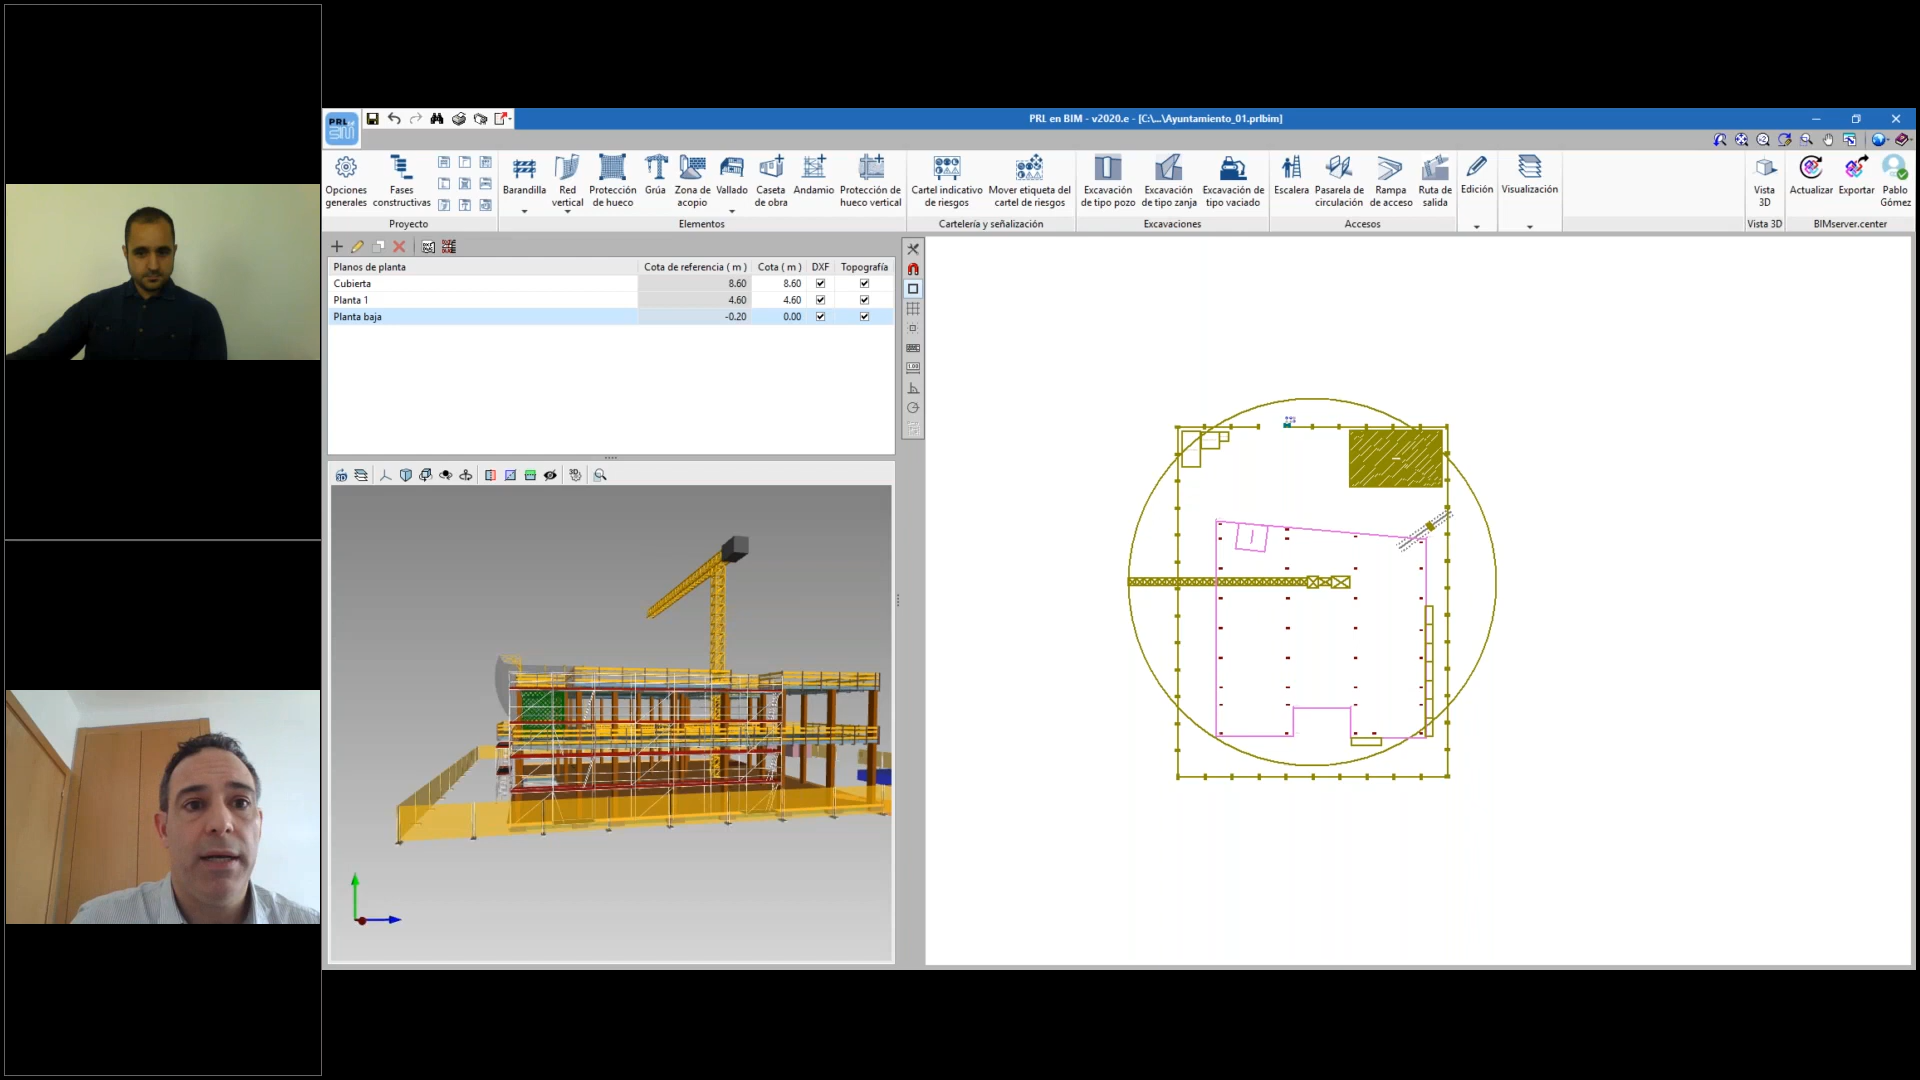 PRL en BIM - v2020.e - [C:\...\Ayuntamiento_01.prlbim]
PRL
Opciones generales
Fases constructivas
Proyecto
Barandilla
Red vertical
Protección de hueco
Grúa
Zona de acopio
Vallado
Caseta de obra
Andamio
Protección de hueco vertical
Elementos
Cartel indicativo de riesgos
Mover etiqueta del cartel de riesgos
Cartelería y señalización
Excavación de tipo pozo
Excavación de tipo zanja
Excavación de tipo vaciado
Excavaciones
Escalera
Pasarela de circulación
Rampa de acceso
Ruta de salida
Accesos
Edición
Visualización
Vista 3D
Vista 3D
Actualizar
Exportar
Pablo Gómez
BIMserver.center
Planos de planta Cota de referencia ( m ) Cota ( m ) DXF Topografía
Cubierta 8.60 8.60
Planta 1 4.60 4.60
Planta baja -0.20 0.00